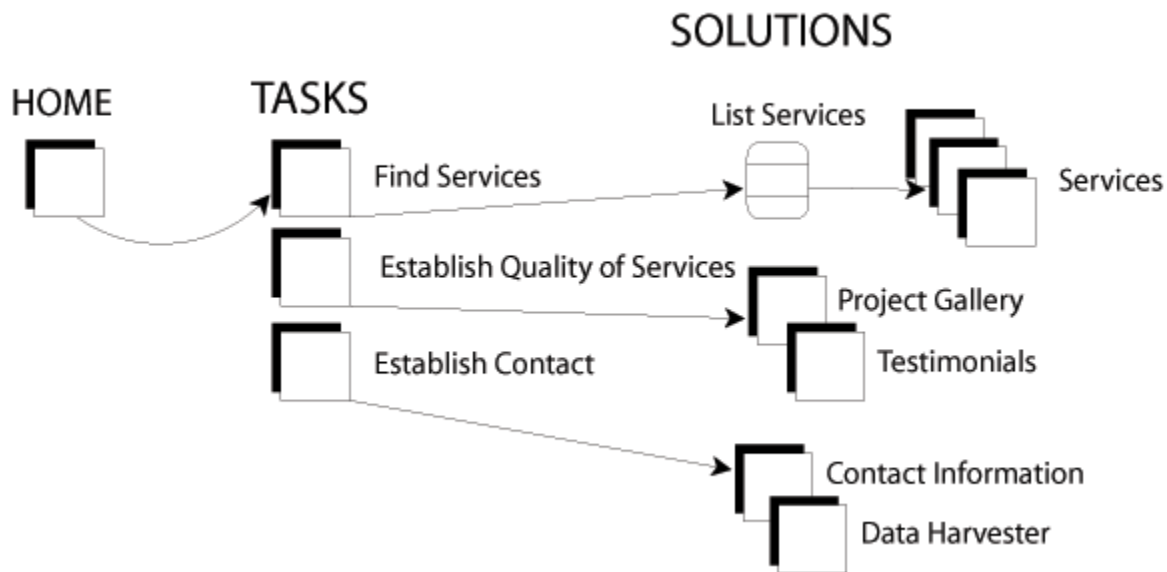 SOLUTIONS
HOME
TASKS
List Services
Find Services
Services
Establish Quality of Services
Project Gallery
Establish Contact
Testimonials
Contact Information
Data Harvester